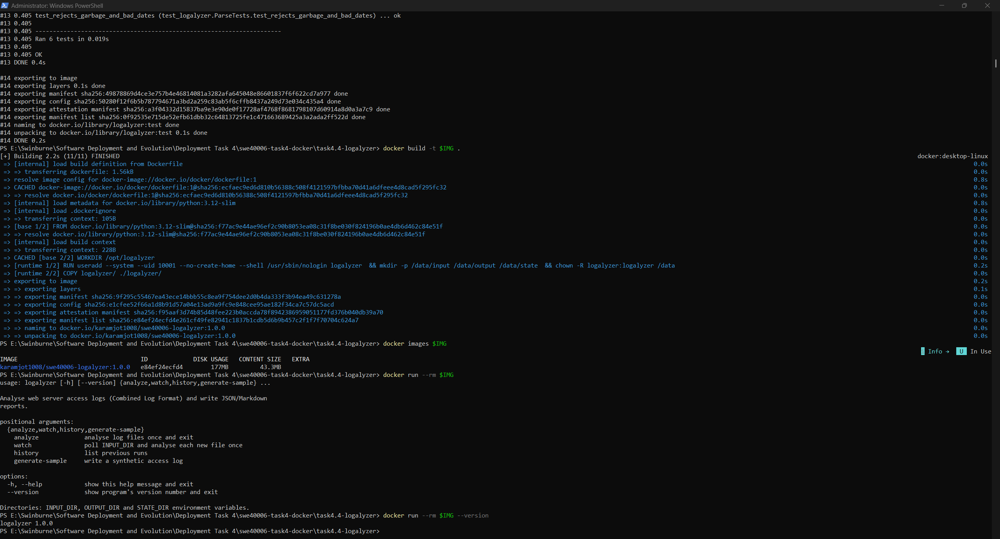 Administrator: Windows PowerShell
#13 0.405 test_rejects_garbage_and_bad_dates (test_logalyzer.ParseTests.test_rejects_garbage_and_bad_dates) ... ok
#13 0.405
#13 0.405 ----------------------------------------------------------------------
#13 0.405 Ran 6 tests in 0.019s
#13 0.405
#13 0.405 OK
#13 DONE 0.4s
#14 exporting to image
#14 exporting layers 0.1s done
#14 exporting manifest sha256:49878869d4ce3e757b4e46814081a3282afa645048e86601837f6f622cd7a977 done
#14 exporting config sha256:50280f12f6b5b787794671a3bd2a259c83ab5f6cffb8437a249d73e034c435a4 done
#14 exporting attestation manifest sha256:a3f04332d15837ba9e3e90de0f17728af4768f8681798107d60914a8d0a3a7c9 done
#14 exporting manifest list sha256:0f92535e715de52efb61dbb32c64813725fe1c471663689425a3a2ada2ff522d done
#14 naming to docker.io/library/logalyzer:test done
#14 unpacking to docker.io/library/logalyzer:test 0.1s done
#14 DONE 0.2s
PS E:\Swinburne\Software Deployment and Evolution\Deployment Task 4\swe40006-task4-docker\task4.4-logalyzer> docker build -t $IMG .
[+] Building 2.2s (11/11) FINISHED docker:desktop-linux
=> [internal] load build definition from Dockerfile 0.0s
=> => transferring dockerfile: 1.56kB 0.0s
=> resolve image config for docker-image://docker.io/docker/dockerfile:1 0.8s
=> CACHED docker-image://docker.io/docker/dockerfile:1@sha256:ecfaec9ed6d810b56388c508f4121597bfbba70d41a6dfeee4d8cad5f295fc32 0.0s
=> => resolve docker.io/docker/dockerfile:1@sha256:ecfaec9ed6d810b56388c508f4121597bfbba70d41a6dfeee4d8cad5f295fc32 0.0s
=> [internal] load metadata for docker.io/library/python:3.12-slim 0.8s
=> [internal] load .dockerignore 0.0s
=> => transferring context: 105B 0.0s
=> [base 1/2] FROM docker.io/library/python:3.12-slim@sha256:f77ac9e44ae96ef2c90b8053ea08c31f8be030f824196b0ae4db6d462c84e51f 0.0s
=> => resolve docker.io/library/python:3.12-slim@sha256:f77ac9e44ae96ef2c90b8053ea08c31f8be030f824196b0ae4db6d462c84e51f 0.0s
=> [internal] load build context 0.0s
=> => transferring context: 228B 0.0s
=> CACHED [base 2/2] WORKDIR /opt/logalyzer 0.0s
=> [runtime 1/2] RUN useradd --system --uid 10001 --no-create-home --shell /usr/sbin/nologin logalyzer  && mkdir -p /data/input /data/output /data/state  && chown -R logalyzer:logalyzer /data 0.2s
=> [runtime 2/2] COPY logalyzer/ ./logalyzer/ 0.0s
=> exporting to image 0.2s
=> => exporting layers 0.1s
=> => exporting manifest sha256:9f295c55467ea43ece14bbb55c8ea9f754dee2d0b4da333f3b94ea49c631278a 0.0s
=> => exporting config sha256:e1cfee52f66a1d8b91d57a04e13ad9a9fc9e848cee95ae182f34ca7c57dc5acd 0.0s
=> => exporting attestation manifest sha256:f95aaf3d74b85d48fee223b0accda78f8942386959051177fd376b040db39a70 0.0s
=> => exporting manifest list sha256:e84ef24ecfd4e261cf49fe82941c1837b1cdb5d6b9b457c2f1f7f70704c624a7 0.0s
=> => naming to docker.io/karamjot1008/swe40006-logalyzer:1.0.0 0.0s
=> => unpacking to docker.io/karamjot1008/swe40006-logalyzer:1.0.0 0.0s
PS E:\Swinburne\Software Deployment and Evolution\Deployment Task 4\swe40006-task4-docker\task4.4-logalyzer> docker images $IMG
i Info → U In Use
IMAGE ID DISK USAGE CONTENT SIZE EXTRA
karamjot1008/swe40006-logalyzer:1.0.0 e84ef24ecfd4 177MB 43.3MB
PS E:\Swinburne\Software Deployment and Evolution\Deployment Task 4\swe40006-task4-docker\task4.4-logalyzer> docker run --rm $IMG
usage: logalyzer [-h] [--version] {analyze,watch,history,generate-sample} ...
Analyse web server access logs (Combined Log Format) and write JSON/Markdown
reports.
positional arguments:
{analyze,watch,history,generate-sample}
analyze analyse log files once and exit
watch poll INPUT_DIR and analyse each new file once
history list previous runs
generate-sample write a synthetic access log
options:
-h, --help show this help message and exit
--version show program's version number and exit
Directories: INPUT_DIR, OUTPUT_DIR and STATE_DIR environment variables.
PS E:\Swinburne\Software Deployment and Evolution\Deployment Task 4\swe40006-task4-docker\task4.4-logalyzer> docker run --rm $IMG --version
logalyzer 1.0.0
PS E:\Swinburne\Software Deployment and Evolution\Deployment Task 4\swe40006-task4-docker\task4.4-logalyzer>